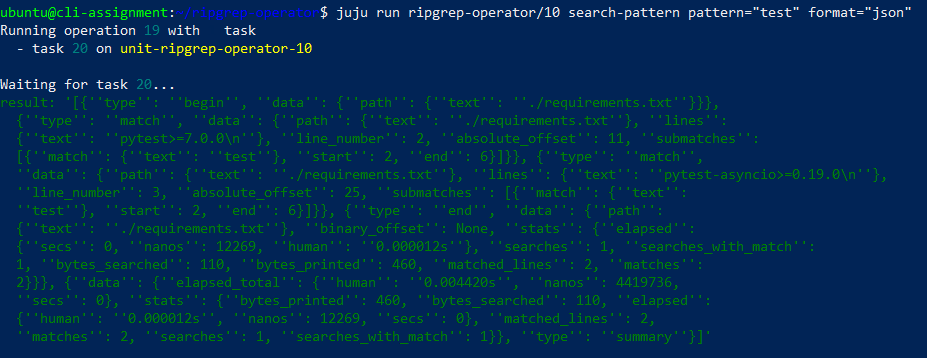 ubuntu@cli-assignment:~/ripgrep-operator$ juju run ripgrep-operator/10 search-pattern pattern="test" format="json"
Running operation 19 with   task
  - task 20 on unit-ripgrep-operator-10
Waiting for task 20...
result: '[{''type'': ''begin'', ''data'': {''path'': {''text'': ''./requirements.txt''}}},
  {''type'': ''match'', ''data'': {''path'': {''text'': ''./requirements.txt''}, ''lines'':
  {''text'': ''pytest>=7.0.0\n''}, ''line_number'': 2, ''absolute_offset'': 11, ''submatches'':
  [{''match'': {''text'': ''test''}, ''start'': 2, ''end'': 6}]}}, {''type'': ''match'',
  ''data'': {''path'': {''text'': ''./requirements.txt''}, ''lines'': {''text'': ''pytest-asyncio>=0.19.0\n''},
  ''line_number'': 3, ''absolute_offset'': 25, ''submatches'': [{''match'': {''text'':
  ''test''}, ''start'': 2, ''end'': 6}]}}, {''type'': ''end'', ''data'': {''path'':
  {''text'': ''./requirements.txt''}, ''binary_offset'': None, ''stats'': {''elapsed'':
  {''secs'': 0, ''nanos'': 12269, ''human'': ''0.000012s''}, ''searches'': 1, ''searches_with_match'':
  1, ''bytes_searched'': 110, ''bytes_printed'': 460, ''matched_lines'': 2, ''matches'':
  2}}}, {''data'': {''elapsed_total'': {''human'': ''0.004420s'', ''nanos'': 4419736,
  ''secs'': 0}, ''stats'': {''bytes_printed'': 460, ''bytes_searched'': 110, ''elapsed'':
  {''human'': ''0.000012s'', ''nanos'': 12269, ''secs'': 0}, ''matched_lines'': 2,
  ''matches'': 2, ''searches'': 1, ''searches_with_match'': 1}}, ''type'': ''summary''}]'